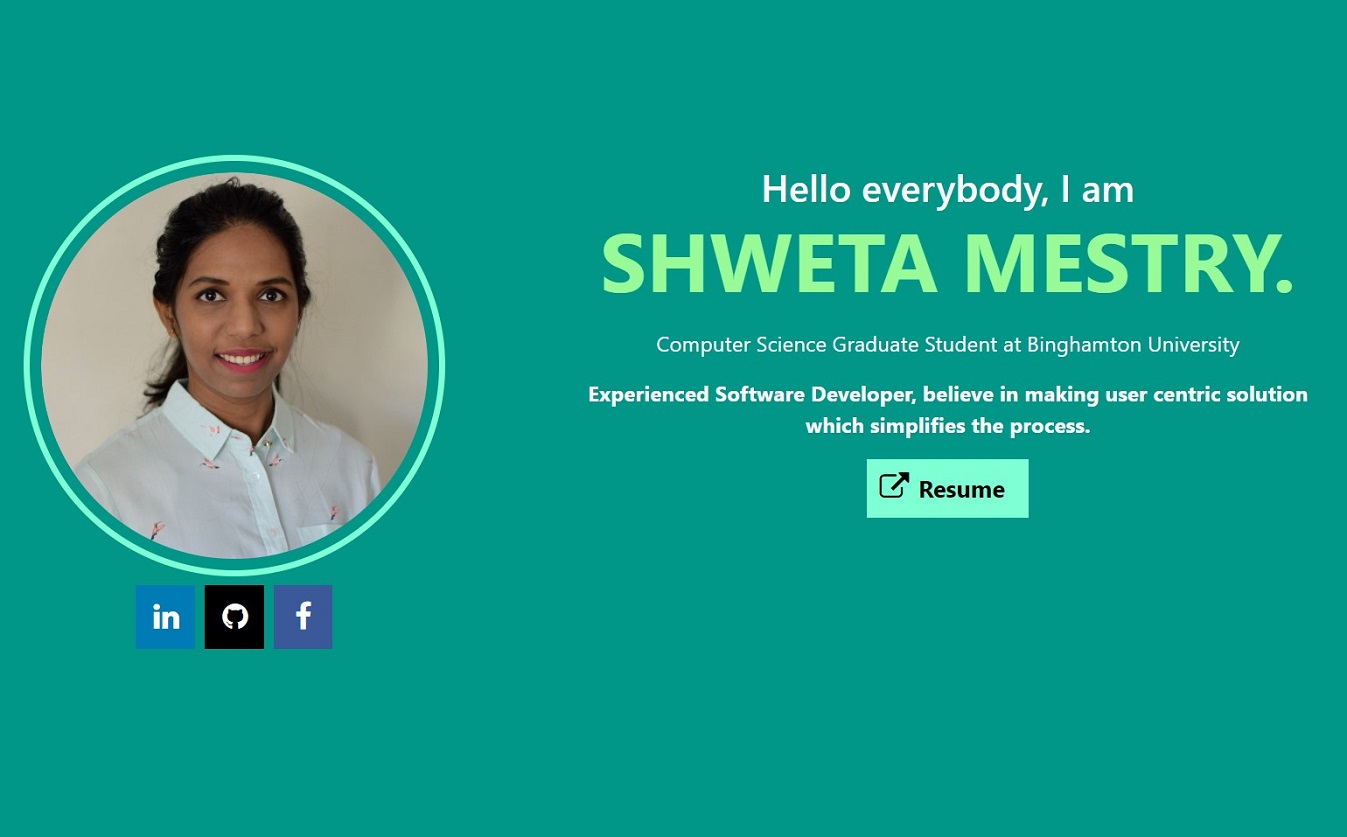 Hello everybody, I am
SHWETA MESTRY.
Computer Science Graduate Student at Binghamton University
Experienced Software Developer, believe in making user centric solution
which simplifies the process.
Resume
in
f